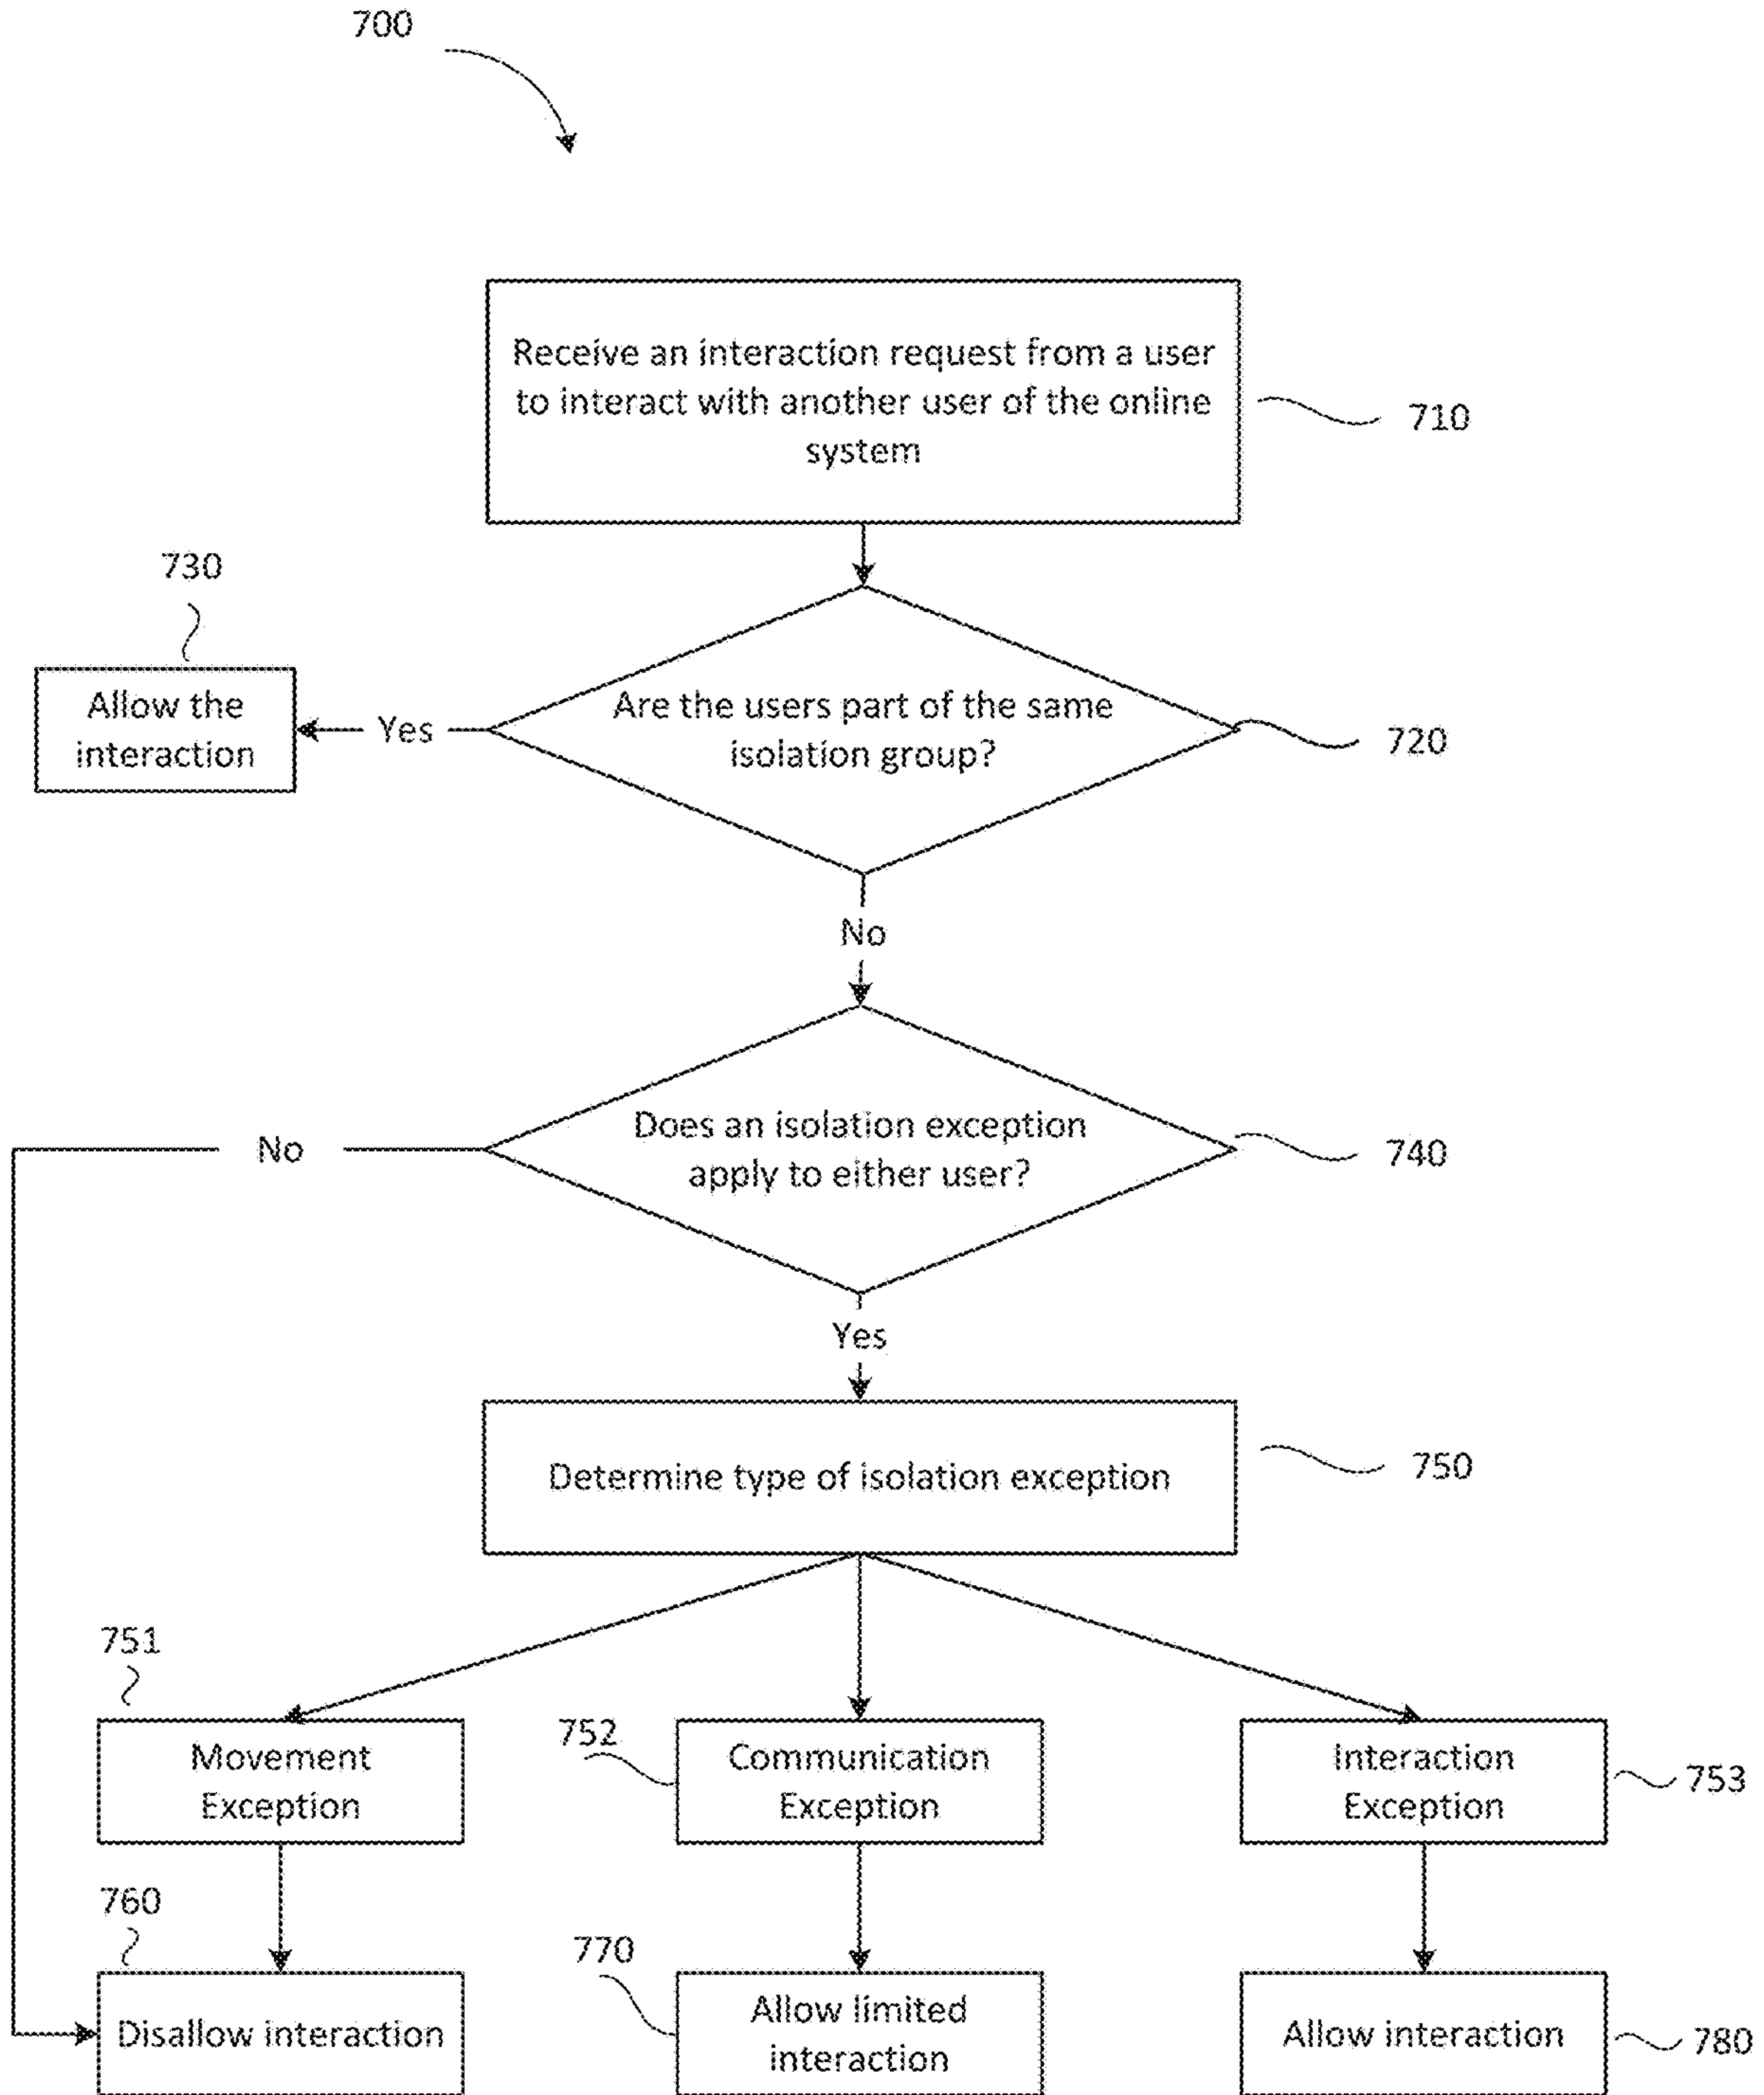 700
Receive an interaction request from a user
to interact with another user of the online
system
710
730
Allow the
interaction
Yes
Are the users part of the same
isolation group?
720
No
Does an isolation exception
apply to either user?
740
No
Yes
Determine type of isolation exception
750
751
Movement
Exception
752
Communication
Exception
Interaction
Exception
753
760
Disallow interaction
770
Allow limited
interaction
Allow interaction
780